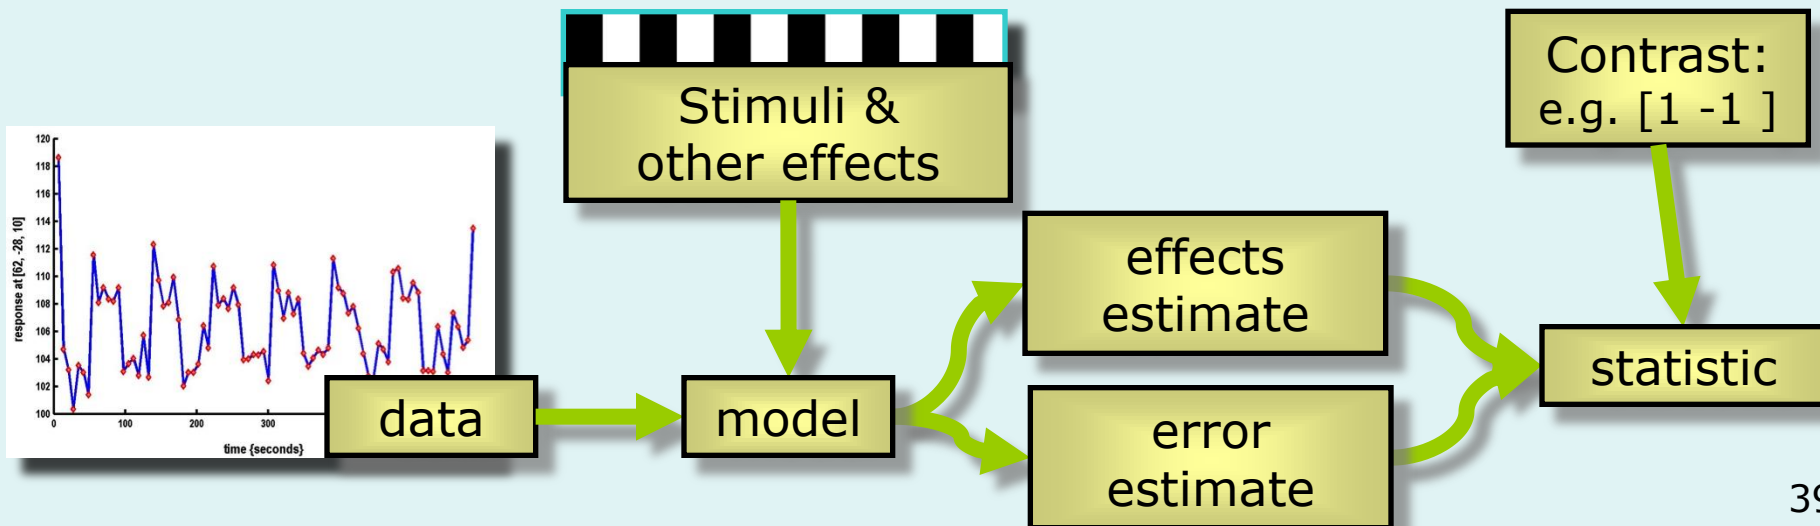 Stimuli &
other effects
Contrast:
e.g. [1 -1 ]
120
118
116
114
112
110
108
106
104
102
100
response at [62, -28, 10]
0
100
200
300
time {seconds}
data
model
effects
estimate
error
estimate
statistic
39